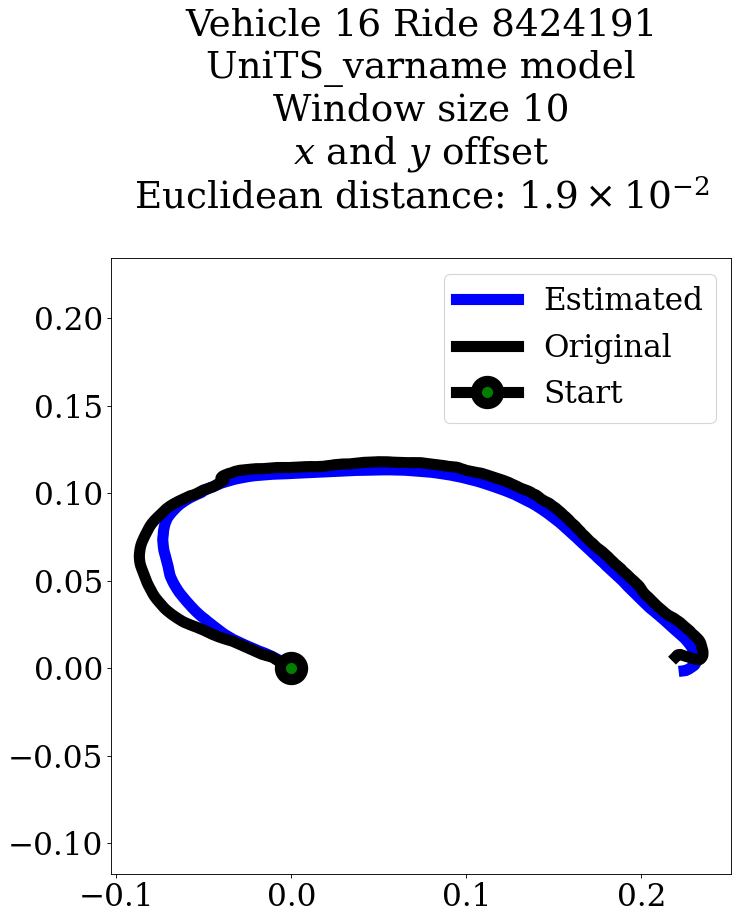 Vehicle 16 Ride 8424191
UniTS_varname model
Window size 10
x and y offset
Euclidean distance: 1.9 × 10⁻²
Estimated
Original
Start
0.20
0.15
0.10
0.05
0.00
−0.05
−0.10
−0.1 0.0 0.1 0.2